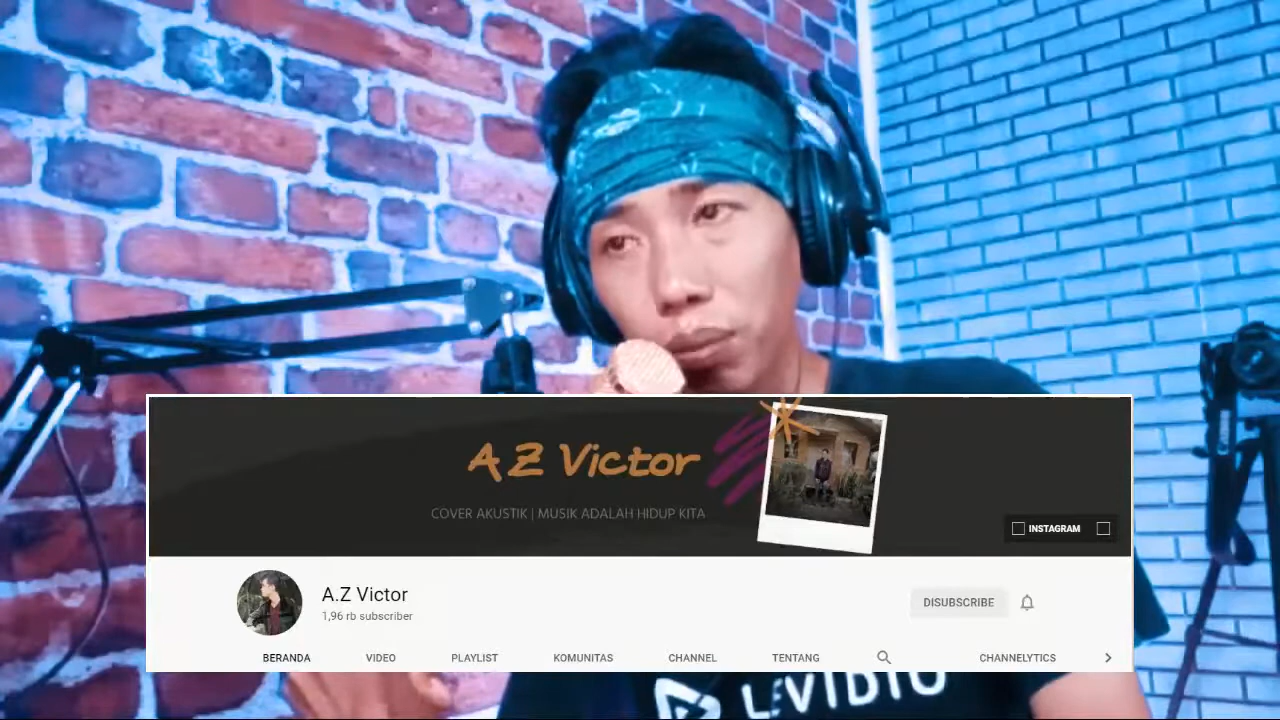 A Z Victor
COVER AKUSTIK | MUSIK ADALAH HIDUP KITA
INSTAGRAM
A.Z Victor
1,96 rb subscriber
DISUBSCRIBE
BERANDA VIDEO PLAYLIST KOMUNITAS CHANNEL TENTANG CHANNELYTICS
LEVIDIO